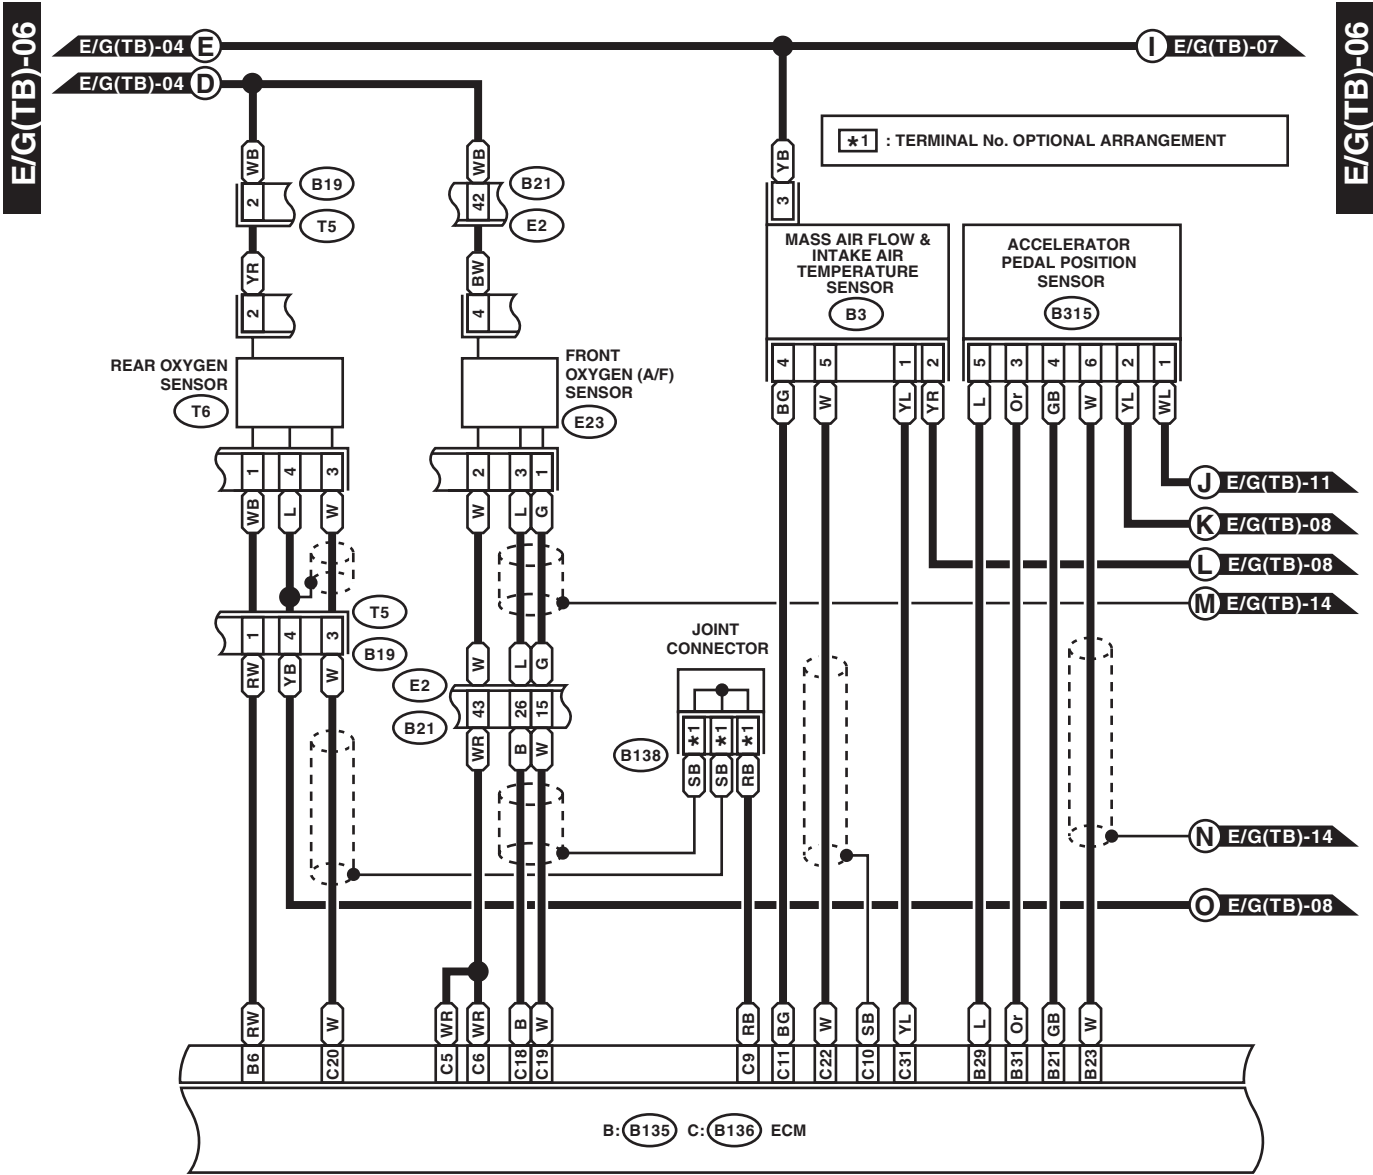 E/G(TB)-06
E/G(TB)-06
E/G(TB)-04 E
I E/G(TB)-07
E/G(TB)-04 D
*1 : TERMINAL No. OPTIONAL ARRANGEMENT
WB
WB
YB
2
B19
T5
42
B21
E2
3
YR
BW
2
4
MASS AIR FLOW &
INTAKE AIR
TEMPERATURE
SENSOR
B3
ACCELERATOR
PEDAL POSITION
SENSOR
B315
REAR OXYGEN
SENSOR
T6
FRONT
OXYGEN (A/F)
SENSOR
E23
4 5 1 2
5 3 4 6 2 1
BG W YL YR
L Or GB W YL WL
1 4 3
2 3 1
WB L W
W L G
J E/G(TB)-11
K E/G(TB)-08
L E/G(TB)-08
M E/G(TB)-14
T5
1 4 3
B19
RW YB W
W L G
E2
43 26 15
B21
WR B W
JOINT
CONNECTOR
*1 *1 *1
B138
SB SB RB
N E/G(TB)-14
O E/G(TB)-08
RW W WR WR B W RB BG W SB YL L Or GB W
B6 C20 C5 C6 C18 C19 C9 C11 C22 C10 C31 B29 B31 B21 B23
B: B135 C: B136 ECM